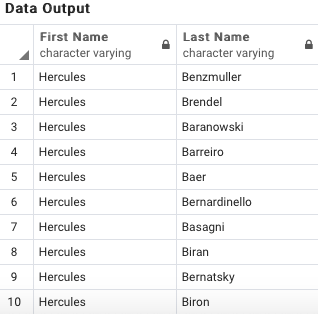 Data Output
First Name Last Name
character varying character varying
1 Hercules Benzmuller
2 Hercules Brendel
3 Hercules Baranowski
4 Hercules Barreiro
5 Hercules Baer
6 Hercules Bernardinello
7 Hercules Basagni
8 Hercules Biran
9 Hercules Bernatsky
10 Hercules Biron